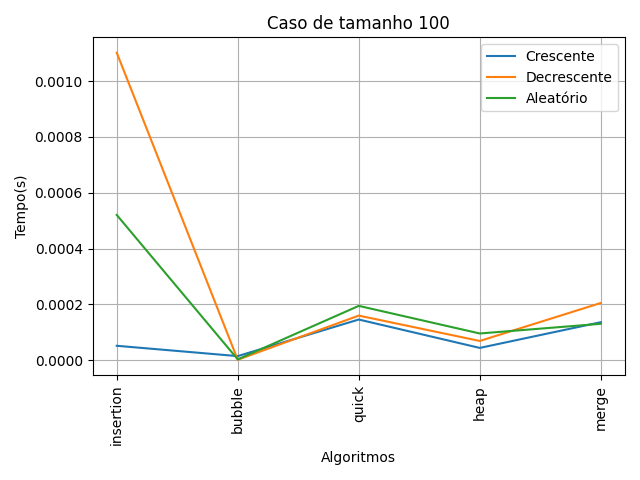 Caso de tamanho 100
Crescente
Decrescente
Aleatório
Tempo(s)
0.0010
0.0008
0.0006
0.0004
0.0002
0.0000
insertion
bubble
quick
heap
merge
Algoritmos